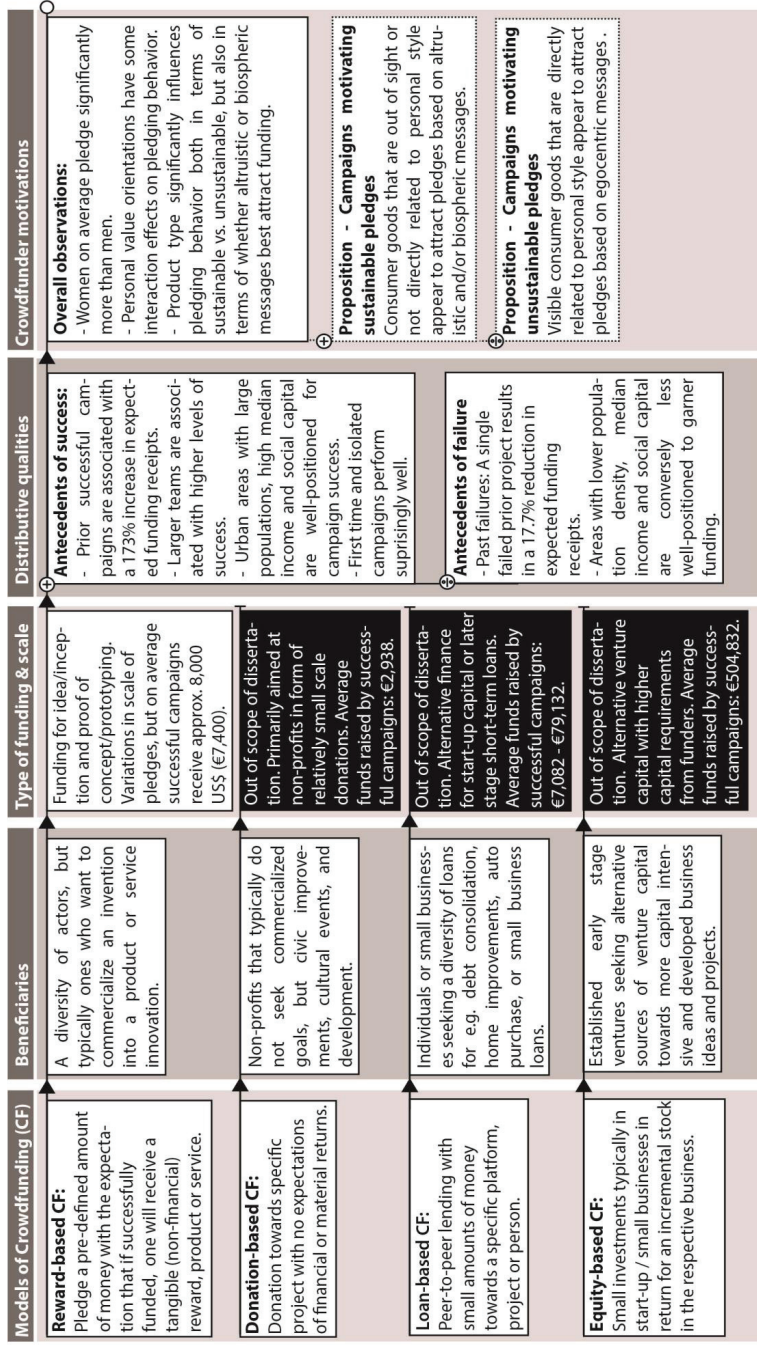 Models of Crowdfunding (CF)
Reward-based CF:
Pledge a pre-defined amount
of money with the expecta-
tion that if successfully
funded, one will receive a
tangible (non-financial)
reward, product or service.
Donation-based CF:
Donation towards specific
project with no expectations
of financial or material returns.
Loan-based CF:
Peer-to-peer lending with
small amounts of money
towards a specific platform,
project or person.
Equity-based CF:
Small investments typically in
start-up / small businesses in
return for an incremental stock
in the respective business.
Beneficiaries
A diversity of actors, but
typically ones who want to
commercialize an invention
into a product or service
innovation.
Non-profits that typically do
not seek commercialized
goals, but civic improve-
ments, cultural events, and
development.
Individuals or small business-
es seeking a diversity of loans
for e.g. debt consolidation,
home improvements, auto
purchase, or small business
loans.
Established early stage
ventures seeking alternative
sources of venture capital
towards more capital inten-
sive and developed business
ideas and projects.
Type of funding & scale
Funding for idea/incep-
tion and proof of
concept/prototyping.
Variations in scale of
pledges, but on average
successful campaigns
receive approx. 8,000
US$ (€7,400).
Out of scope of disserta-
tion. Primarily aimed at
non-profits in form of
relatively small scale
donations. Average
funds raised by success-
ful campaigns: €2,938.
Out of scope of disserta-
tion. Alternative finance
for start-up capital or later
stage short-term loans.
Average funds raised by
successful campaigns:
€7,082 - €79,132.
Out of scope of disserta-
tion. Alternative venture
capital with higher
capital requirements
from funders. Average
funds raised by success-
ful campaigns: €504,832.
Distributive qualities
Antecedents of success:
- Prior successful cam-
paigns are associated with
a 173% increase in expect-
ed funding receipts.
- Larger teams are associ-
ated with higher levels of
success.
- Urban areas with large
populations, high median
income and social capital
are well-positioned for
campaign success.
- First time and isolated
campaigns perform
suprisingly well.
Antecedents of failure
- Past failures: A single
failed prior project results
in a 17.7% reduction in
expected funding
receipts.
- Areas with lower popula-
tion density, median
income and social capital
are conversely less
well-positioned to garner
funding.
Crowdfunder motivations
Overall observations:
- Women on average pledge significantly
more than men.
- Personal value orientations have some
interaction effects on pledging behavior.
- Product type significantly influences
pledging behavior both in terms of
sustainable vs. unsustainable, but also in
terms of whether altruistic or biospheric
messages best attract funding.
Proposition - Campaigns motivating
sustainable pledges
Consumer goods that are out of sight or
not directly related to personal style
appear to attract pledges based on altru-
istic and/or biospheric messages.
Proposition - Campaigns motivating
unsustainable pledges
Visible consumer goods that are directly
related to personal style appear to attract
pledges based on egocentric messages .